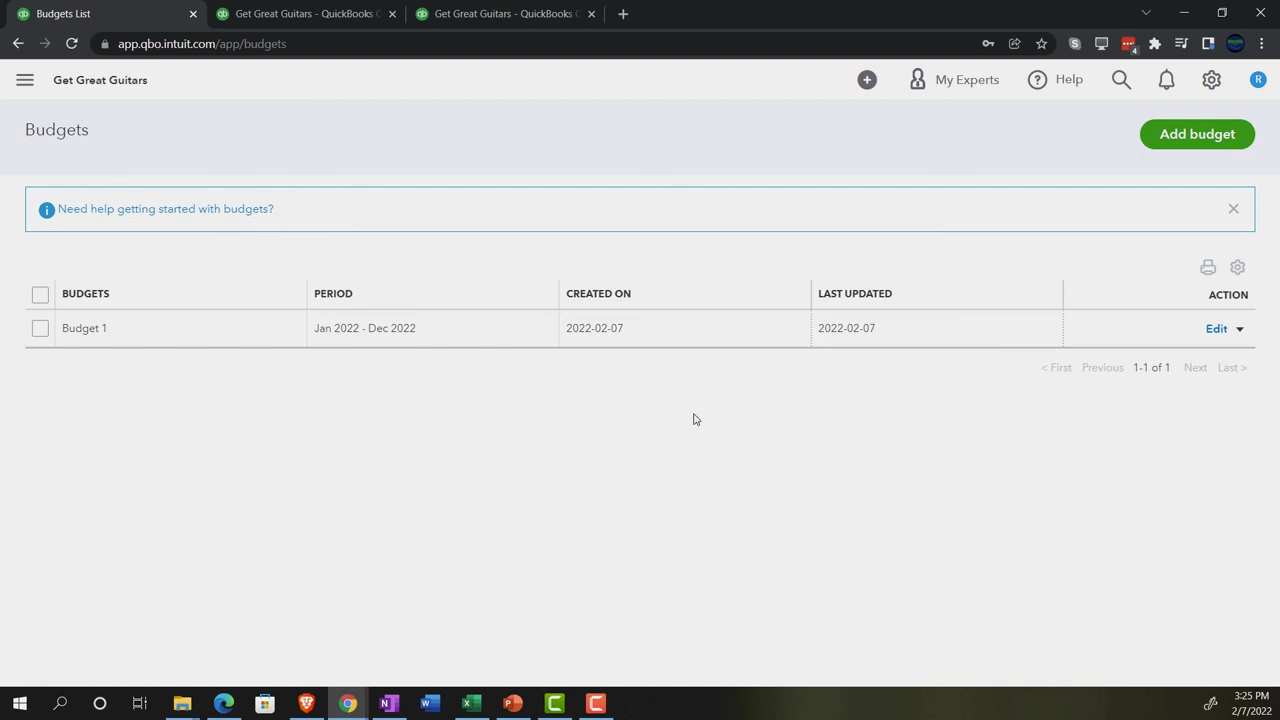 Budgets List
Get Great Guitars - QuickBooks
Get Great Guitars - QuickBooks
app.qbo.intuit.com/app/budgets
4
Get Great Guitars
My Experts
Help
R
Budgets
Add budget
Need help getting started with budgets?
BUDGETS PERIOD CREATED ON LAST UPDATED ACTION
Budget 1 Jan 2022 - Dec 2022 2022-02-07 2022-02-07 Edit
< First Previous 1-1 of 1 Next Last >
3:25 PM
2/7/2022